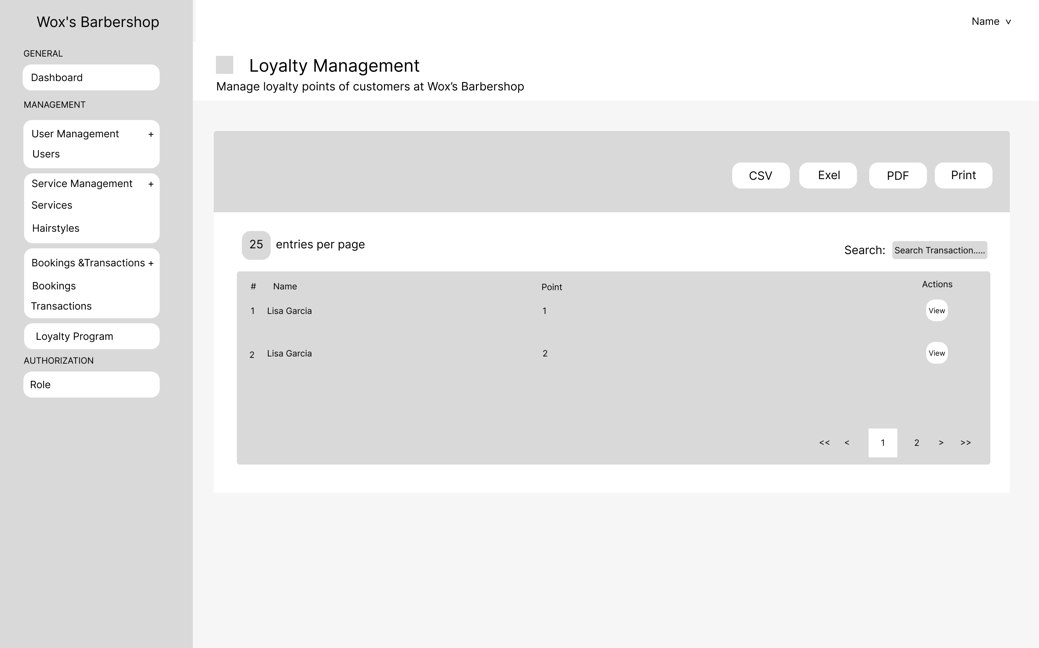 Wox's Barbershop
Name v
GENERAL
Dashboard
MANAGEMENT
User Management +
Users
Service Management +
Services
Hairstyles
Bookings &Transactions +
Bookings
Transactions
Loyalty Program
AUTHORIZATION
Role
Loyalty Management
Manage loyalty points of customers at Wox's Barbershop
CSV Exel PDF Print
25 entries per page
Search: Search Transaction.....
# Name Point Actions
1 Lisa Garcia 1 View
2 Lisa Garcia 2 View
<< < 1 2 > >>